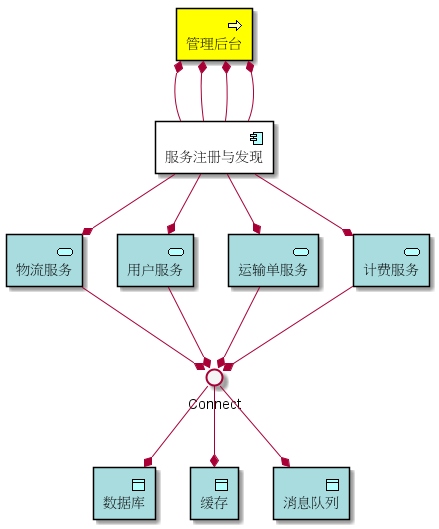 管理后台
服务注册与发现
物流服务
用户服务
运输单服务
计费服务
Connect
数据库
缓存
消息队列